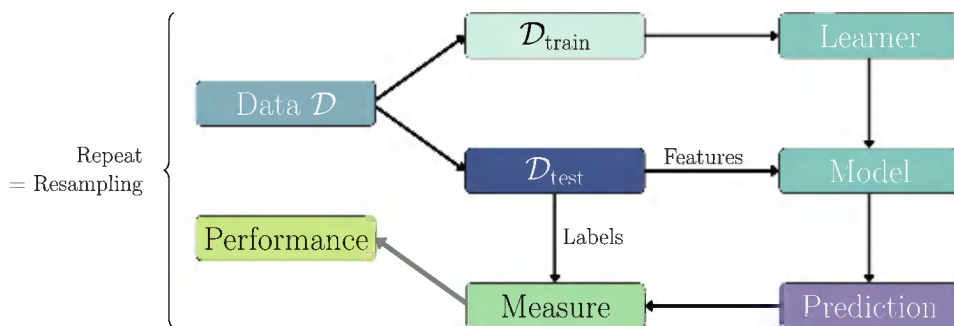 𝒟train
Learner
Data 𝒟
Repeat
= Resampling
𝒟test
Features
Model
Performance
Labels
Measure
Prediction